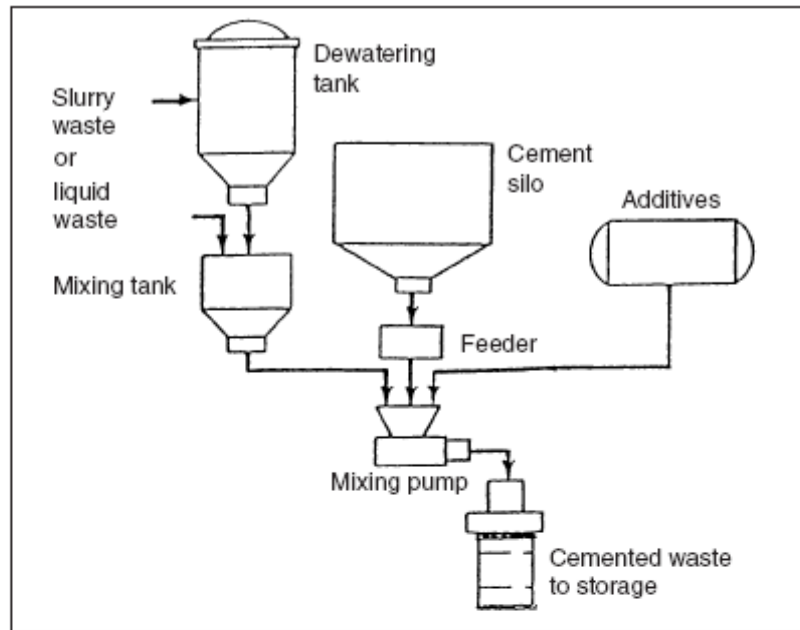 Dewatering
tank
Slurry
waste
or
liquid
waste
Cement
silo
Additives
Mixing tank
Feeder
Mixing pump
Cemented waste
to storage